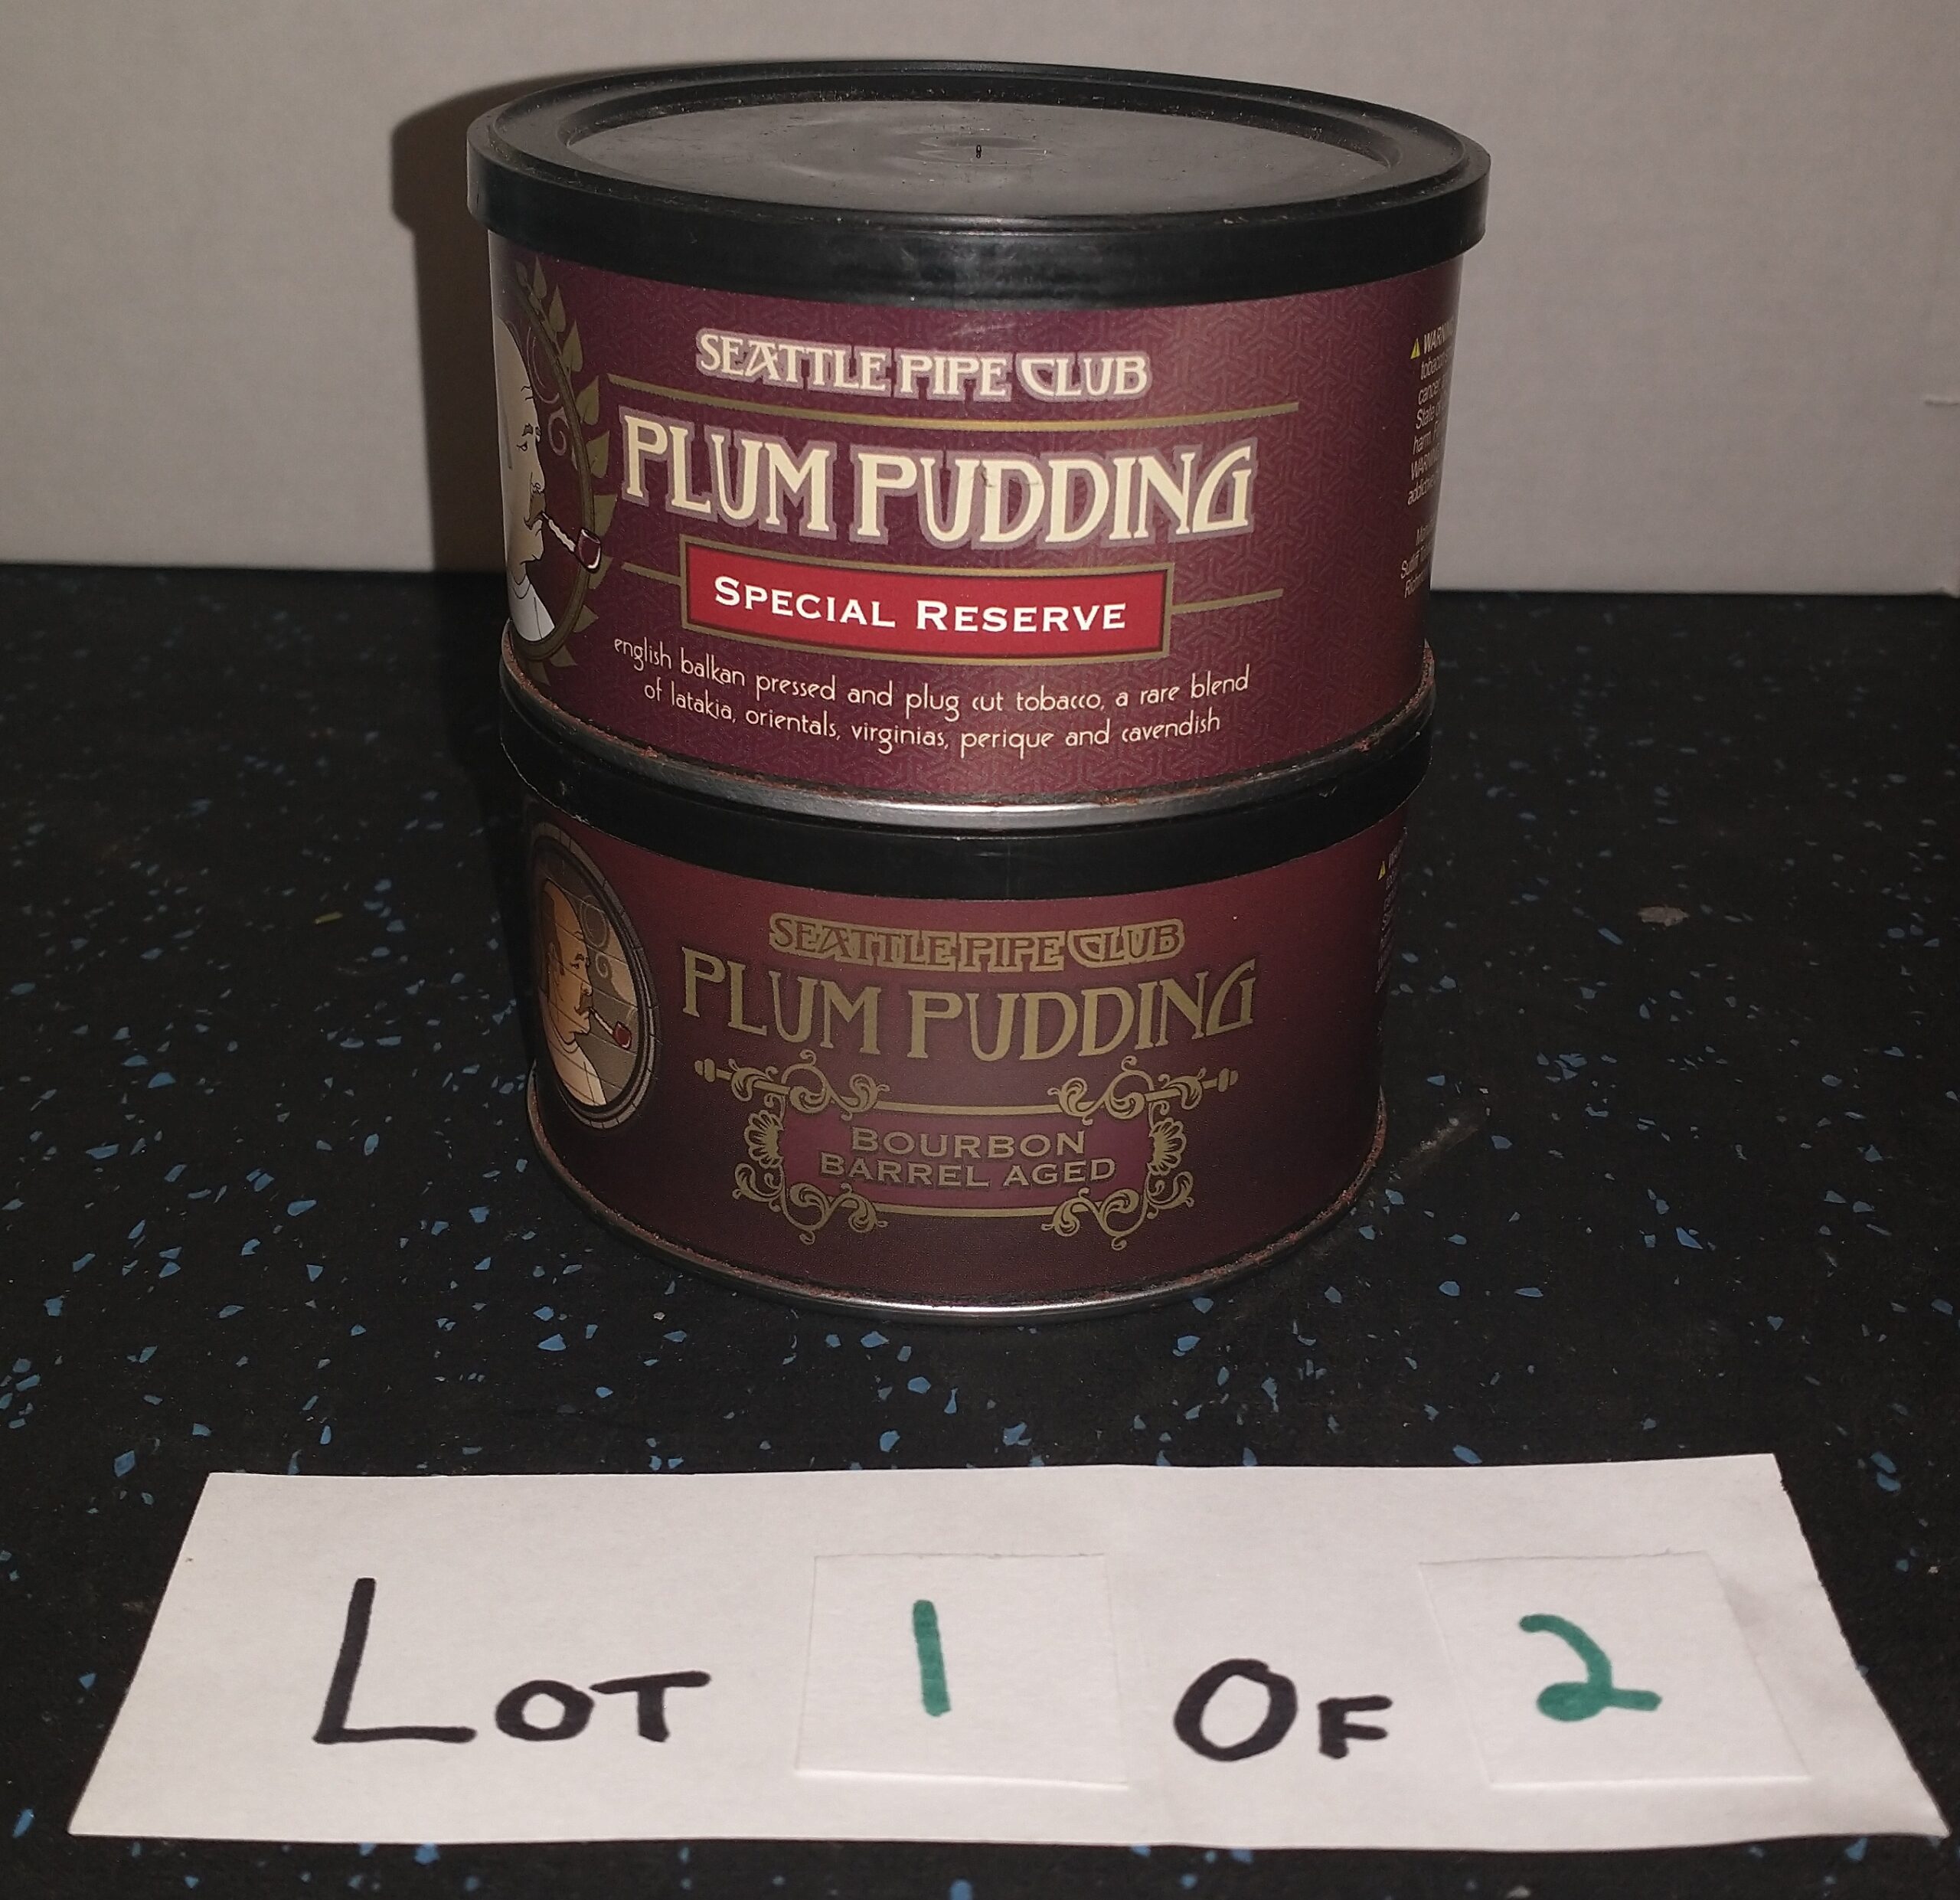 SEATTLE PIPE CLUB
PLUM PUDDING
SPECIAL RESERVE
english balkan pressed and plug cut tobacco, a rare blend
of latakia, orientals, virginias, perique and cavendish
SEATTLE PIPE CLUB
PLUM PUDDING
BOURBON
BARREL AGED
LOT 1 OF 2